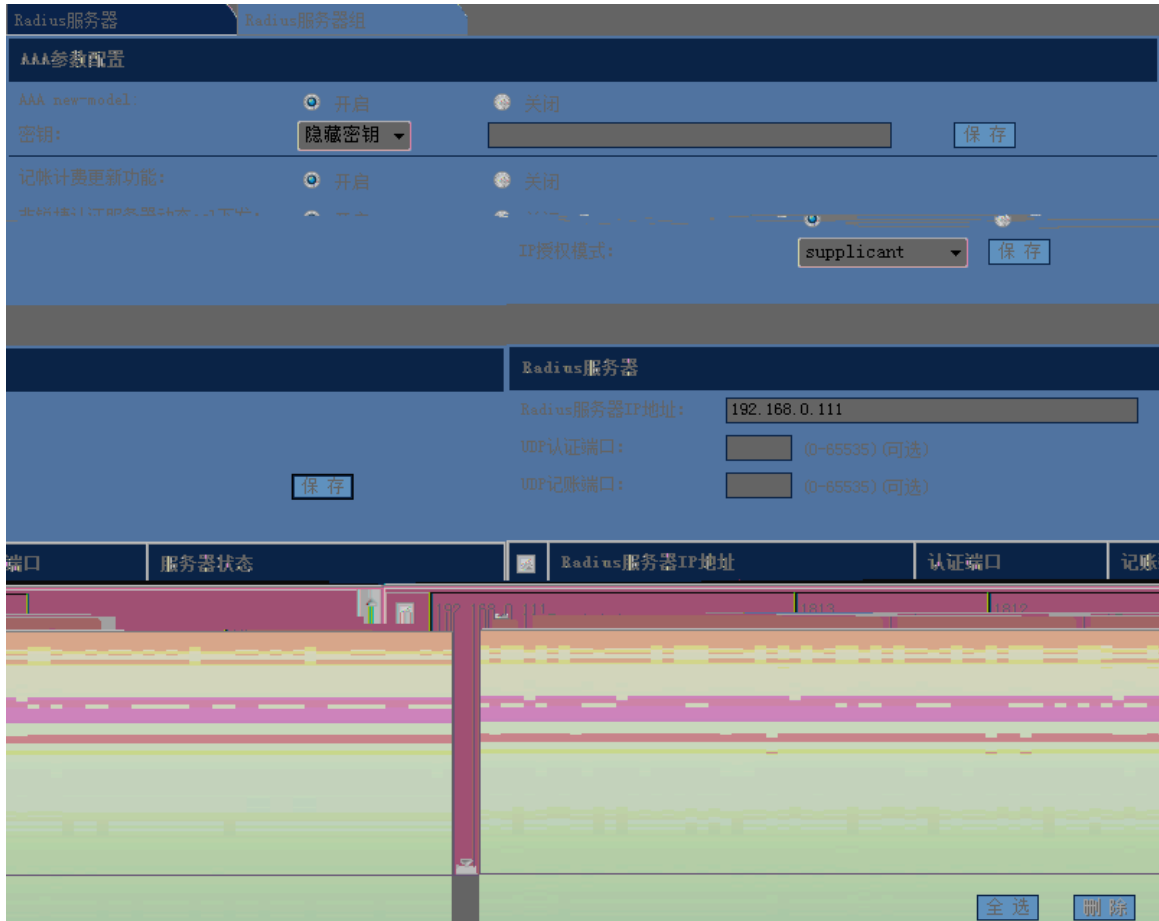 Radius服务器 Radius服务器组
AAA参数配置
AAA new-model: 开启 关闭
密钥: 隐藏密钥 保 存
记帐计费更新功能: 开启 关闭
IP授权模式: supplicant 保 存
Radius服务器
Radius服务器IP地址: 192.168.0.111
UDP认证端口: (0-65535)(可选)
保 存 UDP记账端口: (0-65535)(可选)
端口 服务器状态 Radius服务器IP地址 认证端口 记账
192.168.0.111 1813 1812
全 选 删 除